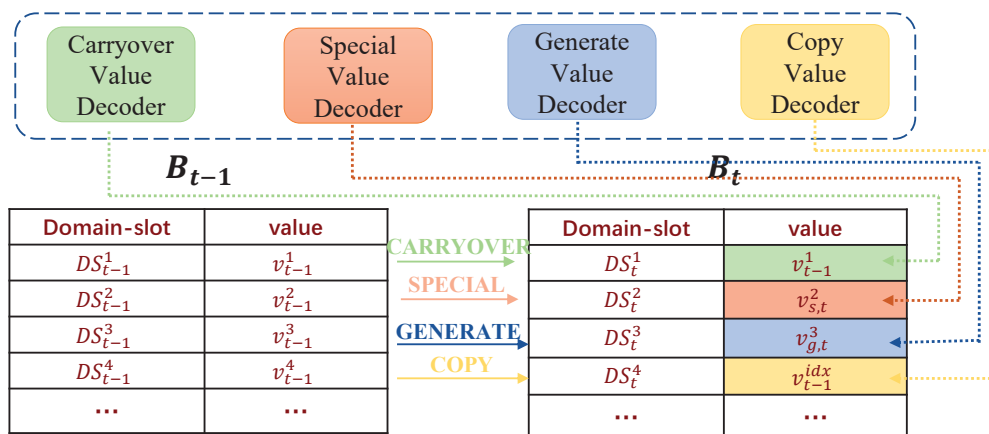 Carryover
Value
Decoder
Special
Value
Decoder
Generate
Value
Decoder
Copy
Value
Decoder
B_{t-1}
B_t
Domain-slot value
DS^1_{t-1} v^1_{t-1}
DS^2_{t-1} v^2_{t-1}
DS^3_{t-1} v^3_{t-1}
DS^4_{t-1} v^4_{t-1}
... ...
CARRYOVER
SPECIAL
GENERATE
COPY
Domain-slot value
DS^1_t v^1_{t-1}
DS^2_t v^2_{s,t}
DS^3_t v^3_{g,t}
DS^4_t v^{idx}_{t-1}
... ...